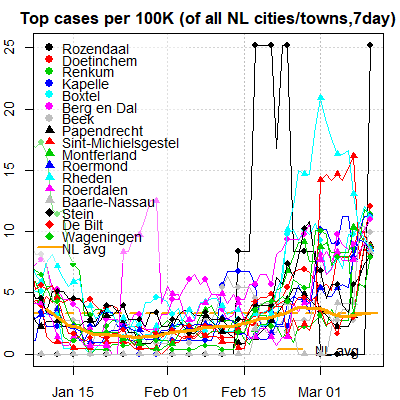 Top cases per 100K (of all NL cities/towns,7day)
25
20
15
10
5
0
Rozendaal
Doetinchem
Renkum
Kapelle
Boxtel
Berg en Dal
Beek
Papendrecht
Sint-Michielsgestel
Montferland
Roermond
Rheden
Roerdalen
Baarle-Nassau
Stein
De Bilt
Wageningen
NL avg
NL avg
Jan 15
Feb 01
Feb 15
Mar 01